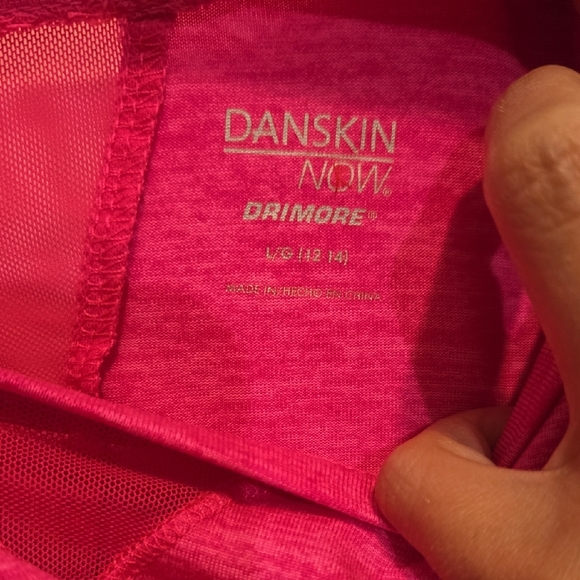 DANSKIN
NOW®
DRIMORE®
L/G (12-14)
MADE IN/HECHO EN CHINA